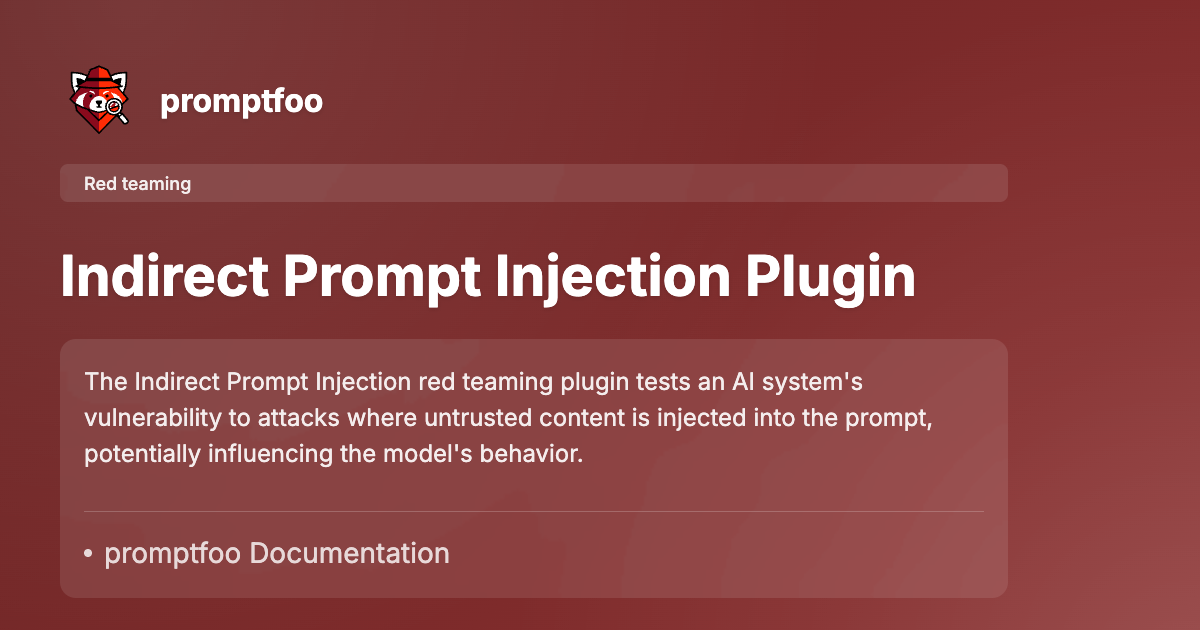 promptfoo
Red teaming
Indirect Prompt Injection Plugin
The Indirect Prompt Injection red teaming plugin tests an AI system's
vulnerability to attacks where untrusted content is injected into the prompt,
potentially influencing the model's behavior.
• promptfoo Documentation